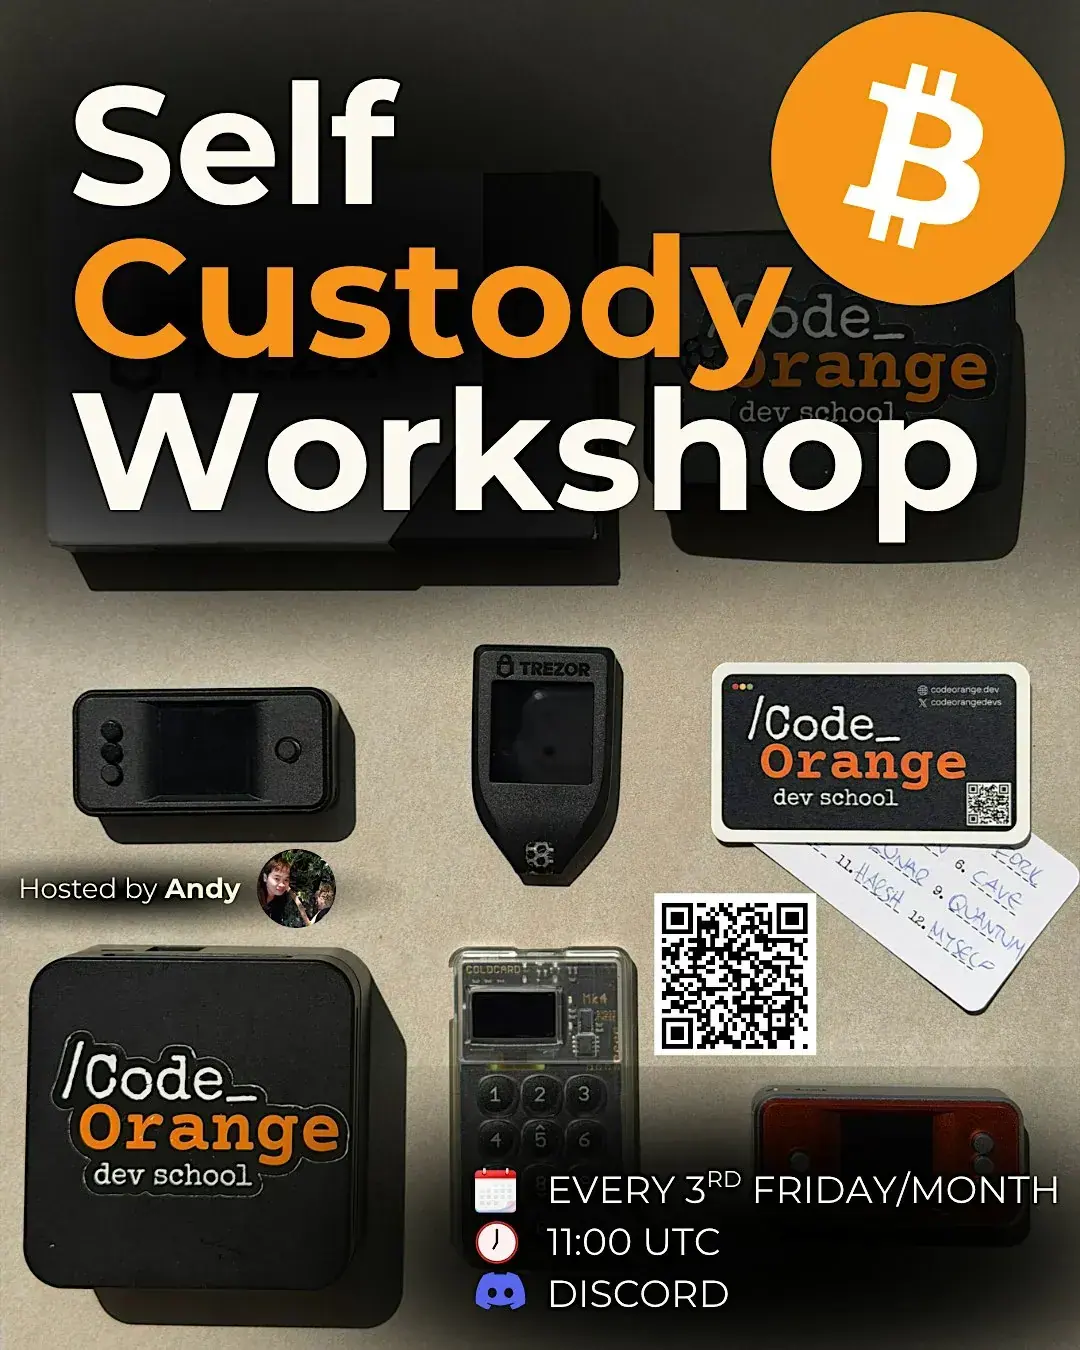 Self
Custody
Workshop
/Code_
Orange
dev school
TREZOR
codeorange.dev
codeorangedevs
/Code_
Orange
dev school
6. CAVE
11. HARSH 9. QUANTUM
12. MYSELF
Hosted by Andy
/Code_
Orange
dev school
COLDCARD
Mk4
1 2 3
4 5 6
EVERY 3RD FRIDAY/MONTH
11:00 UTC
DISCORD